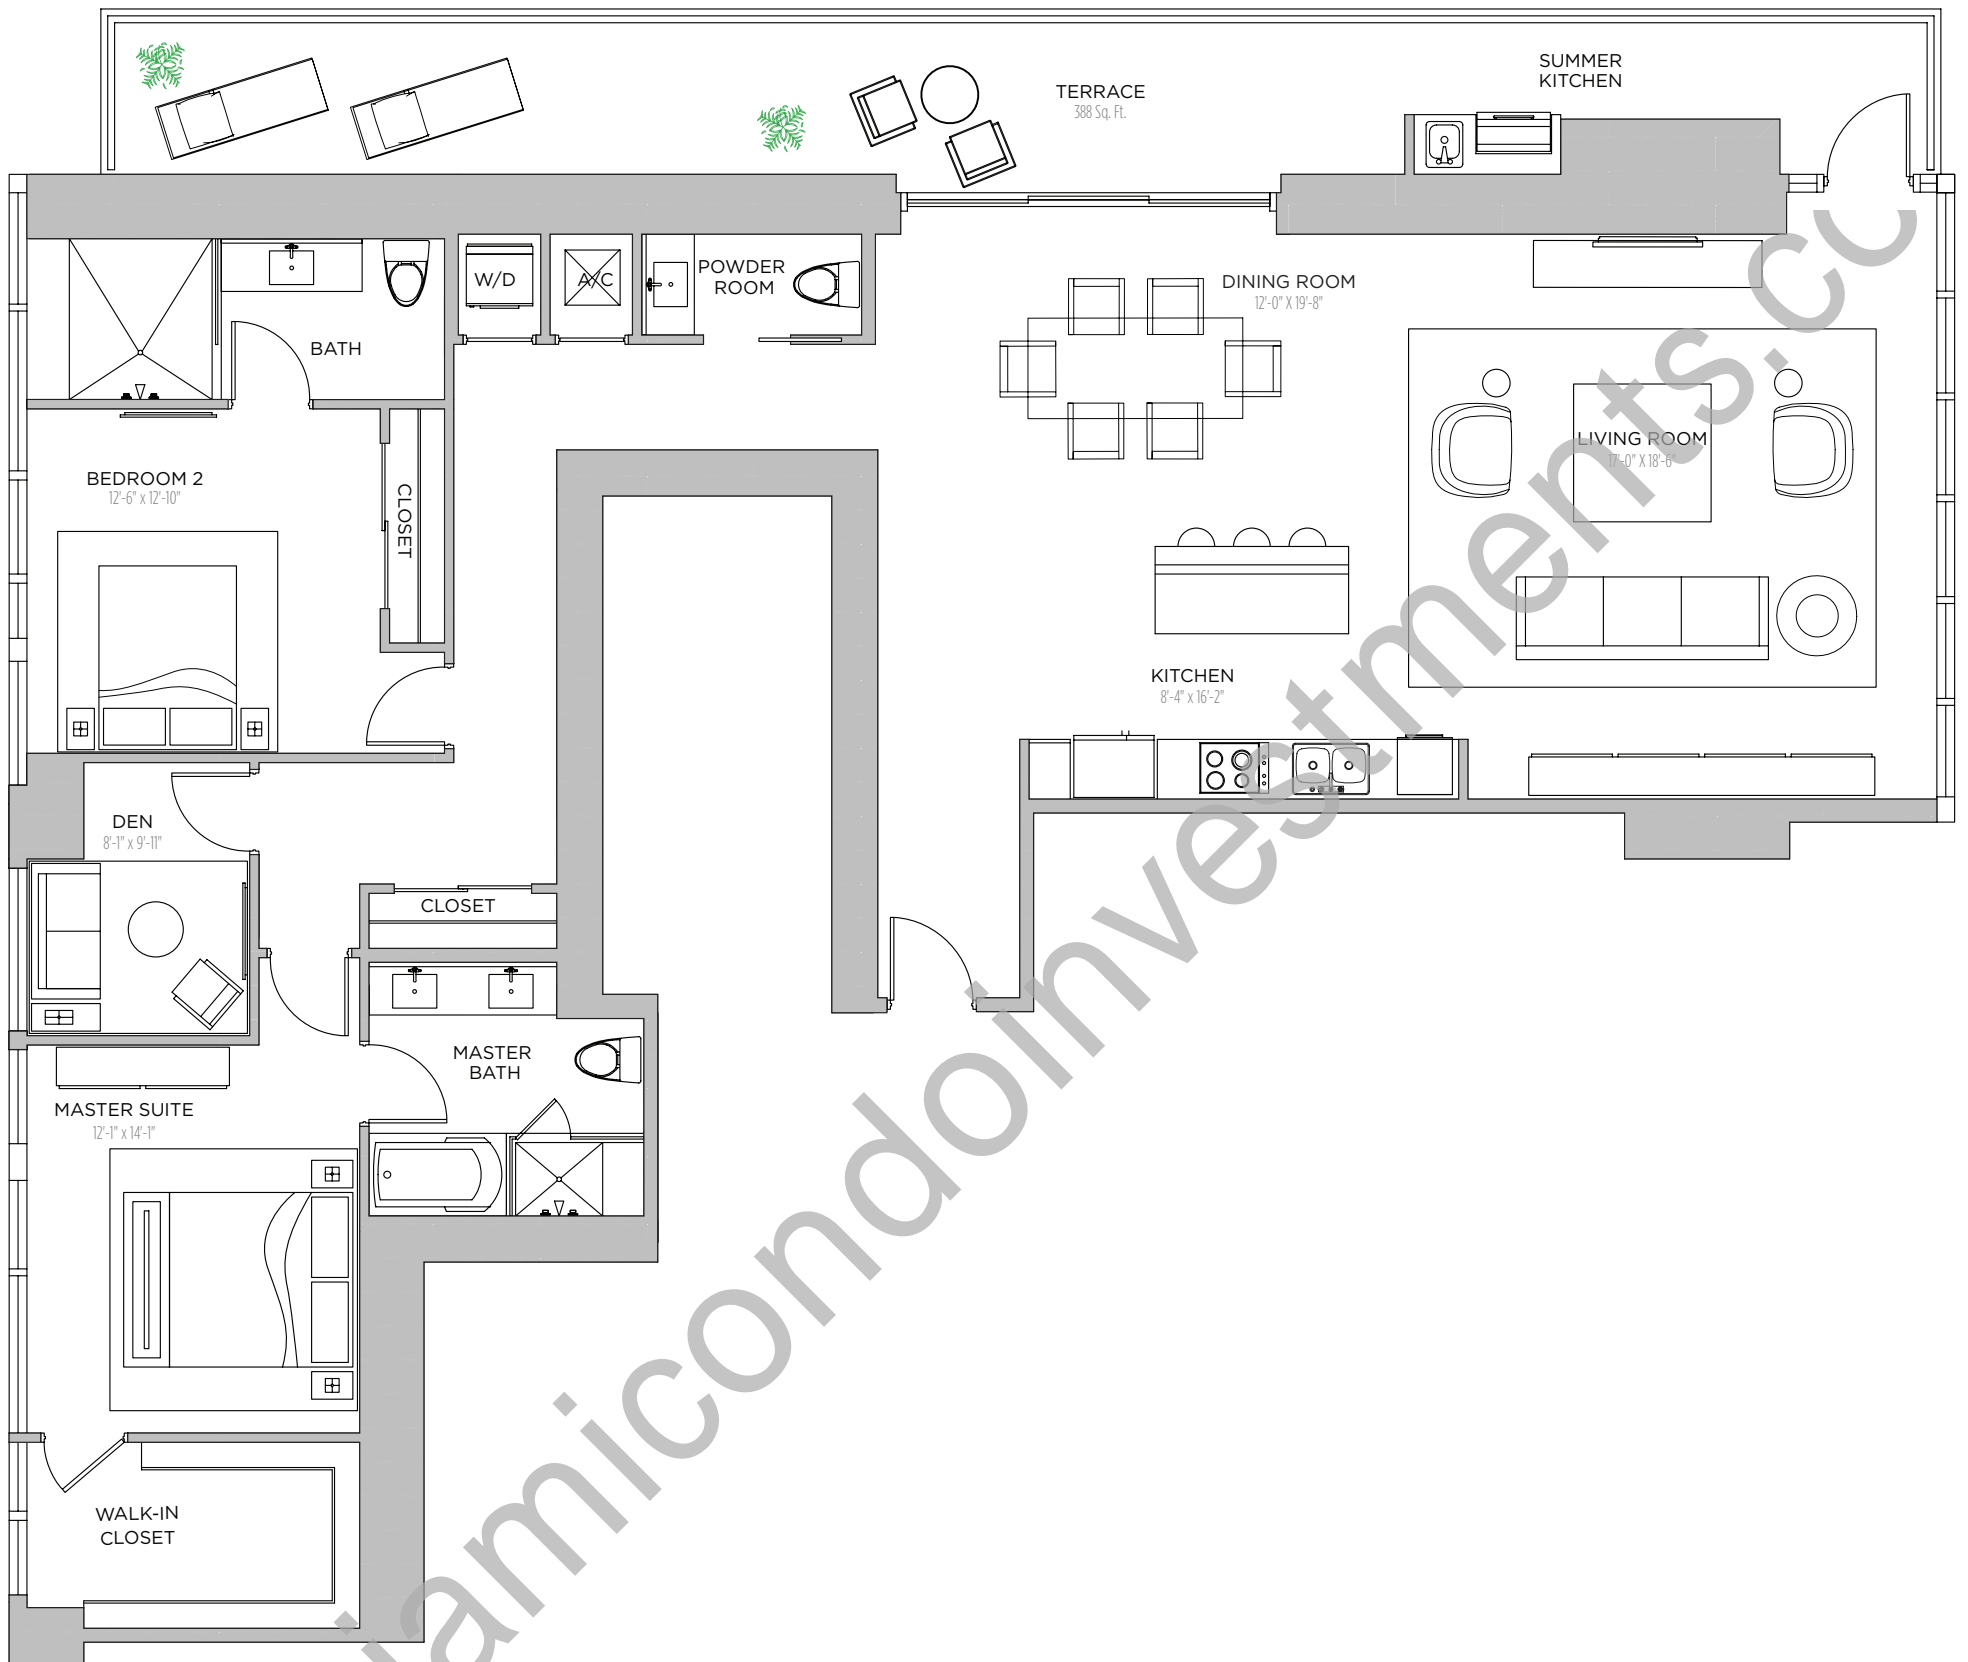 SUMMER
KITCHEN
TERRACE
388 Sq. Ft.
W/D
A/C
POWDER
ROOM
DINING ROOM
12'-0" X 19'-8"
BATH
LIVING ROOM
17'-0" X 18'-6"
BEDROOM 2
12'-6" x 12'-10"
CLOSET
KITCHEN
8'-4" x 16'-2"
DEN
8'-1" x 9'-11"
CLOSET
MASTER
BATH
MASTER SUITE
12'-1" x 14'-1"
WALK-IN
CLOSET
iamicondoinvestments.cc